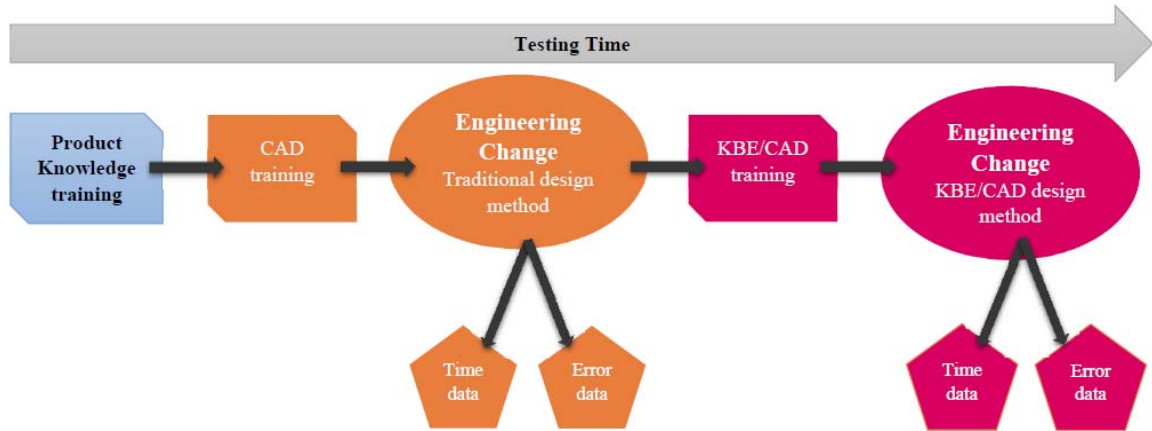 Testing Time
Product
Knowledge
training
CAD
training
Engineering
Change
Traditional design
method
KBE/CAD
training
Engineering
Change
KBE/CAD design
method
Time
data
Error
data
Time
data
Error
data